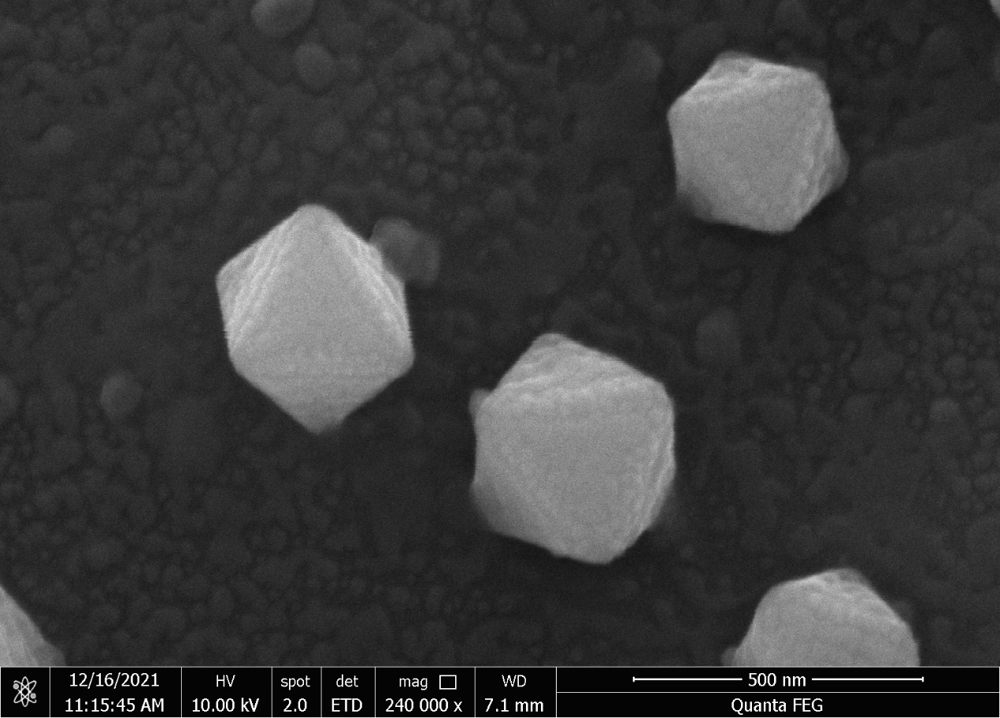 12/16/2021
11:15:45 AM
HV
10.00 kV
spot
2.0
det
ETD
mag
240 000 x
WD
7.1 mm
500 nm
Quanta FEG